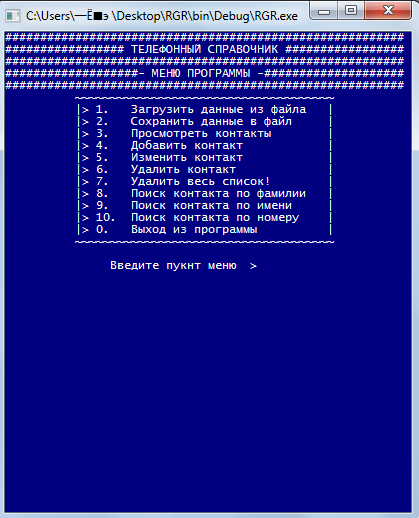 C:\Users\—Ё■э\Desktop\RGR\bin\Debug\RGR.exe
#########################################################
################# ТЕЛЕФОННЫЙ СПРАВОЧНИК #################
#########################################################
###################- МЕНЮ ПРОГРАММЫ -####################
#########################################################
~~~~~~~~~~~~~~~~~~~~~~~~~~~~~~~~~~~~~
|> 1. Загрузить данные из файла |
|> 2. Сохранить данные в файл |
|> 3. Просмотреть контакты |
|> 4. Добавить контакт |
|> 5. Изменить контакт |
|> 6. Удалить контакт |
|> 7. Удалить весь список! |
|> 8. Поиск контакта по фамилии |
|> 9. Поиск контакта по имени |
|> 10. Поиск контакта по номеру |
|> 0. Выход из программы |
~~~~~~~~~~~~~~~~~~~~~~~~~~~~~~~~~~~~~
Введите пукнт меню >